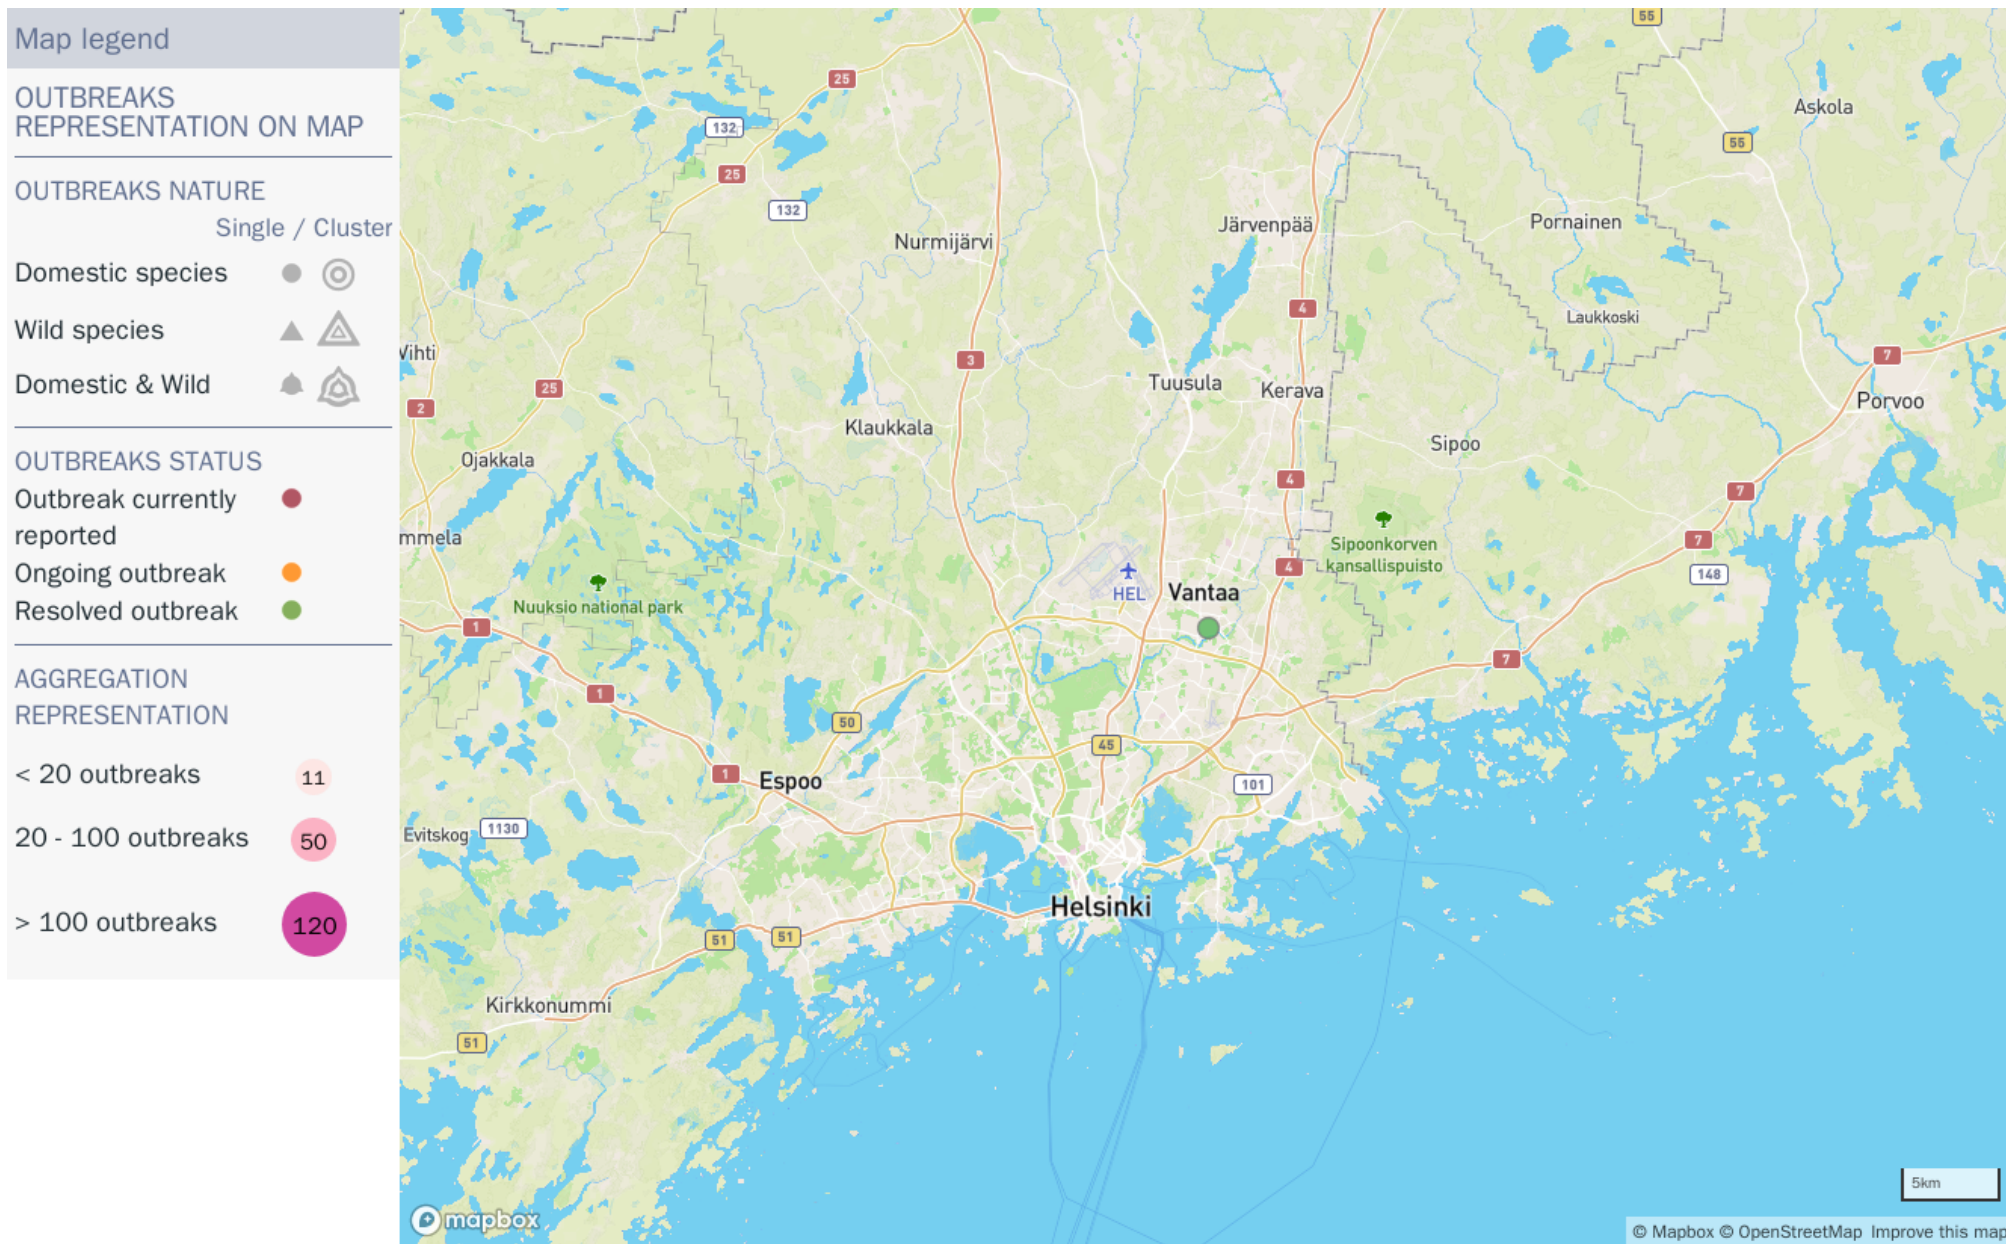 Map legend
OUTBREAKS
REPRESENTATION ON MAP
OUTBREAKS NATURE
Single / Cluster
Domestic species
Wild species
Domestic & Wild
OUTBREAKS STATUS
Outbreak currently
reported
Ongoing outbreak
Resolved outbreak
AGGREGATION
REPRESENTATION
< 20 outbreaks 11
20 - 100 outbreaks 50
> 100 outbreaks 120
55
25
Askola
132
55
25
132
Pornainen
Järvenpää
Nurmijärvi
4
Laukkoski
Vihti
3
7
Tuusula
25
Kerava
Porvoo
2
Klaukkala
Sipoo
Ojakkala
4
7
mmela
Sipoonkorven
kansallispuisto
7
4
148
HEL
Vantaa
Nuuksio national park
1
7
1
50
45
1
Espoo
101
Evitskog
1130
Helsinki
51
51
Kirkkonummi
51
5km
mapbox
© Mapbox © OpenStreetMap Improve this map